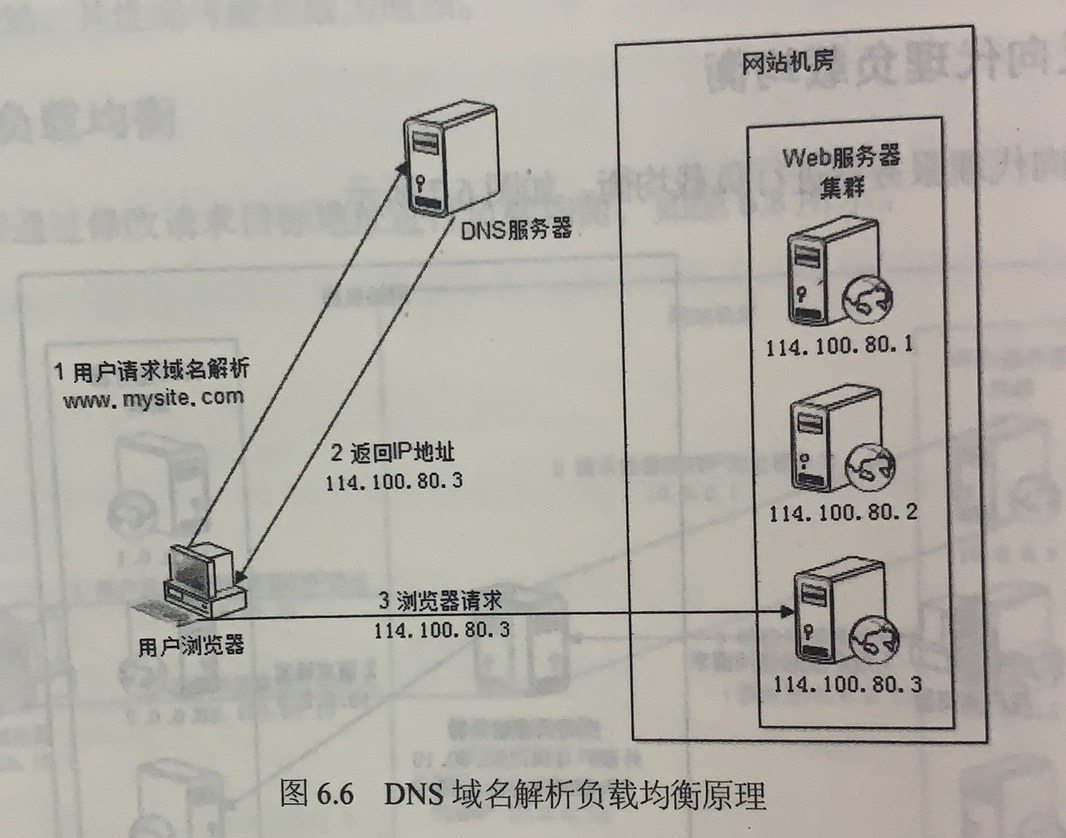 网站机房
Web服务器
集群
DNS服务器
114.100.80.1
1 用户请求域名解析
www.mysite.com
2 返回IP地址
114.100.80.3
114.100.80.2
3 浏览器请求
114.100.80.3
用户浏览器
114.100.80.3
图 6.6 DNS 域名解析负载均衡原理